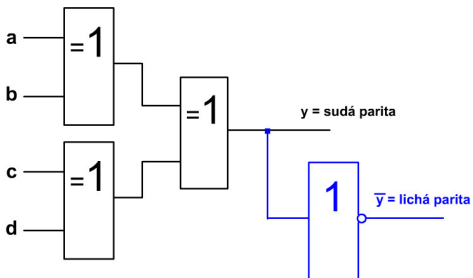 a
=1
b
=1
y = sudá parita
c
=1
1
y̅ = lichá parita
d